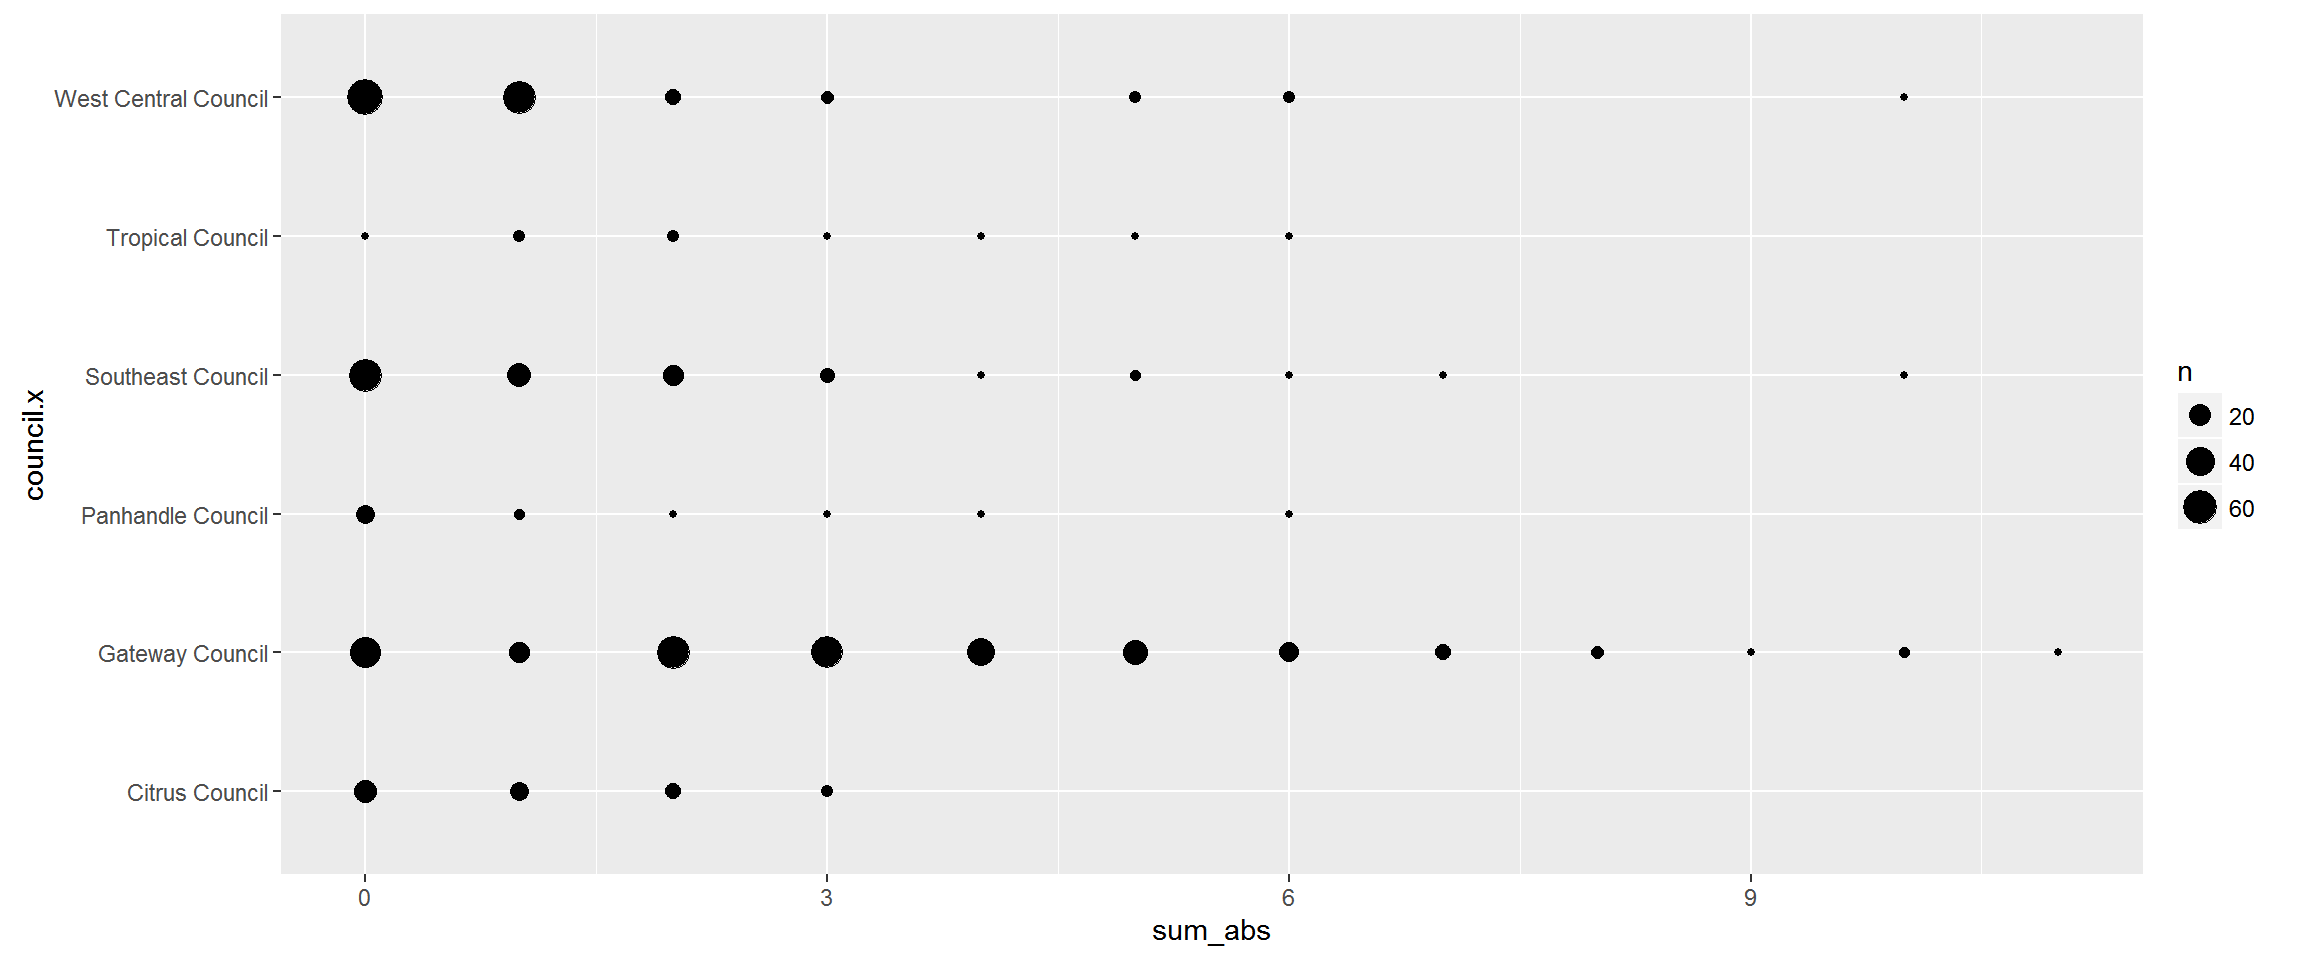 West Central Council
Tropical Council
Southeast Council
Panhandle Council
Gateway Council
Citrus Council
council.x
0 3 6 9
sum_abs
n
20
40
60